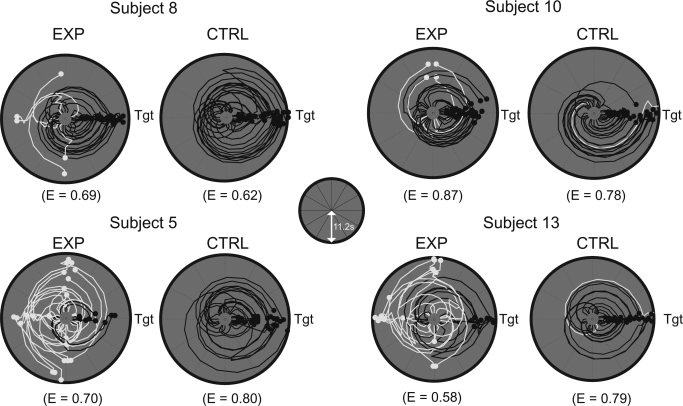 Subject 8
Subject 10
EXP
CTRL
EXP
CTRL
Tgt
Tgt
Tgt
Tgt
(E = 0.69)
(E = 0.62)
(E = 0.87)
(E = 0.78)
11.2s
Subject 5
Subject 13
EXP
CTRL
EXP
CTRL
Tgt
Tgt
Tgt
Tgt
(E = 0.70)
(E = 0.80)
(E = 0.58)
(E = 0.79)